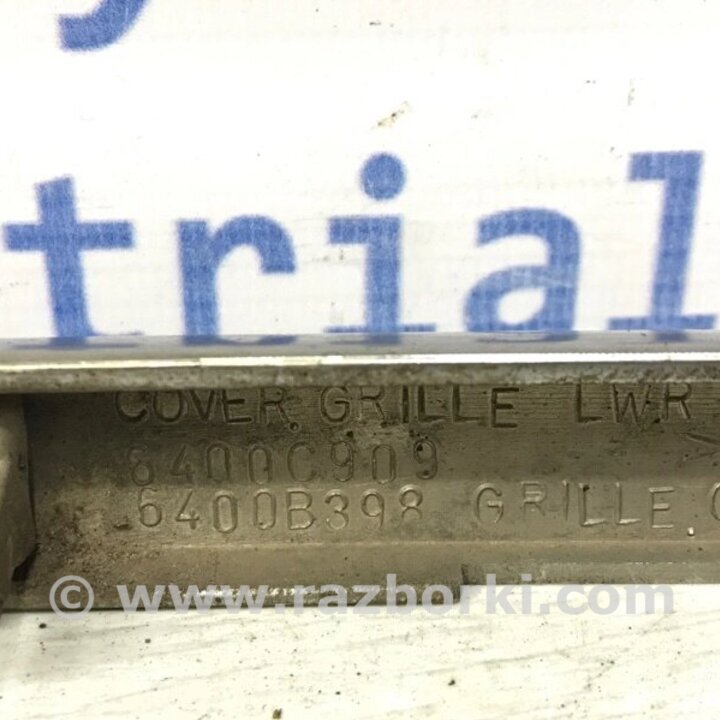 trial
COVER, GRILLE LWR
6400C909
6400B398 GRILLE
© www.razborki.com